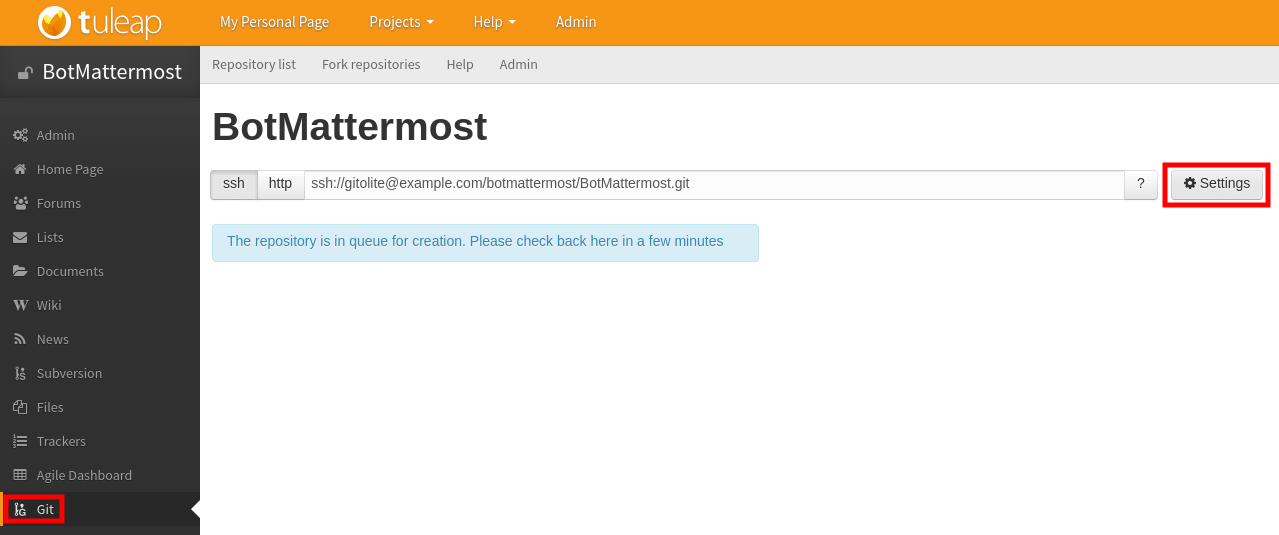 tuleap My Personal Page Projects Help Admin
BotMattermost
Repository list Fork repositories Help Admin
BotMattermost
ssh http ssh://gitolite@example.com/botmattermost/BotMattermost.git ? Settings
The repository is in queue for creation. Please check back here in a few minutes
Admin
Home Page
Forums
Lists
Documents
W Wiki
News
Subversion
Files
Trackers
Agile Dashboard
Git